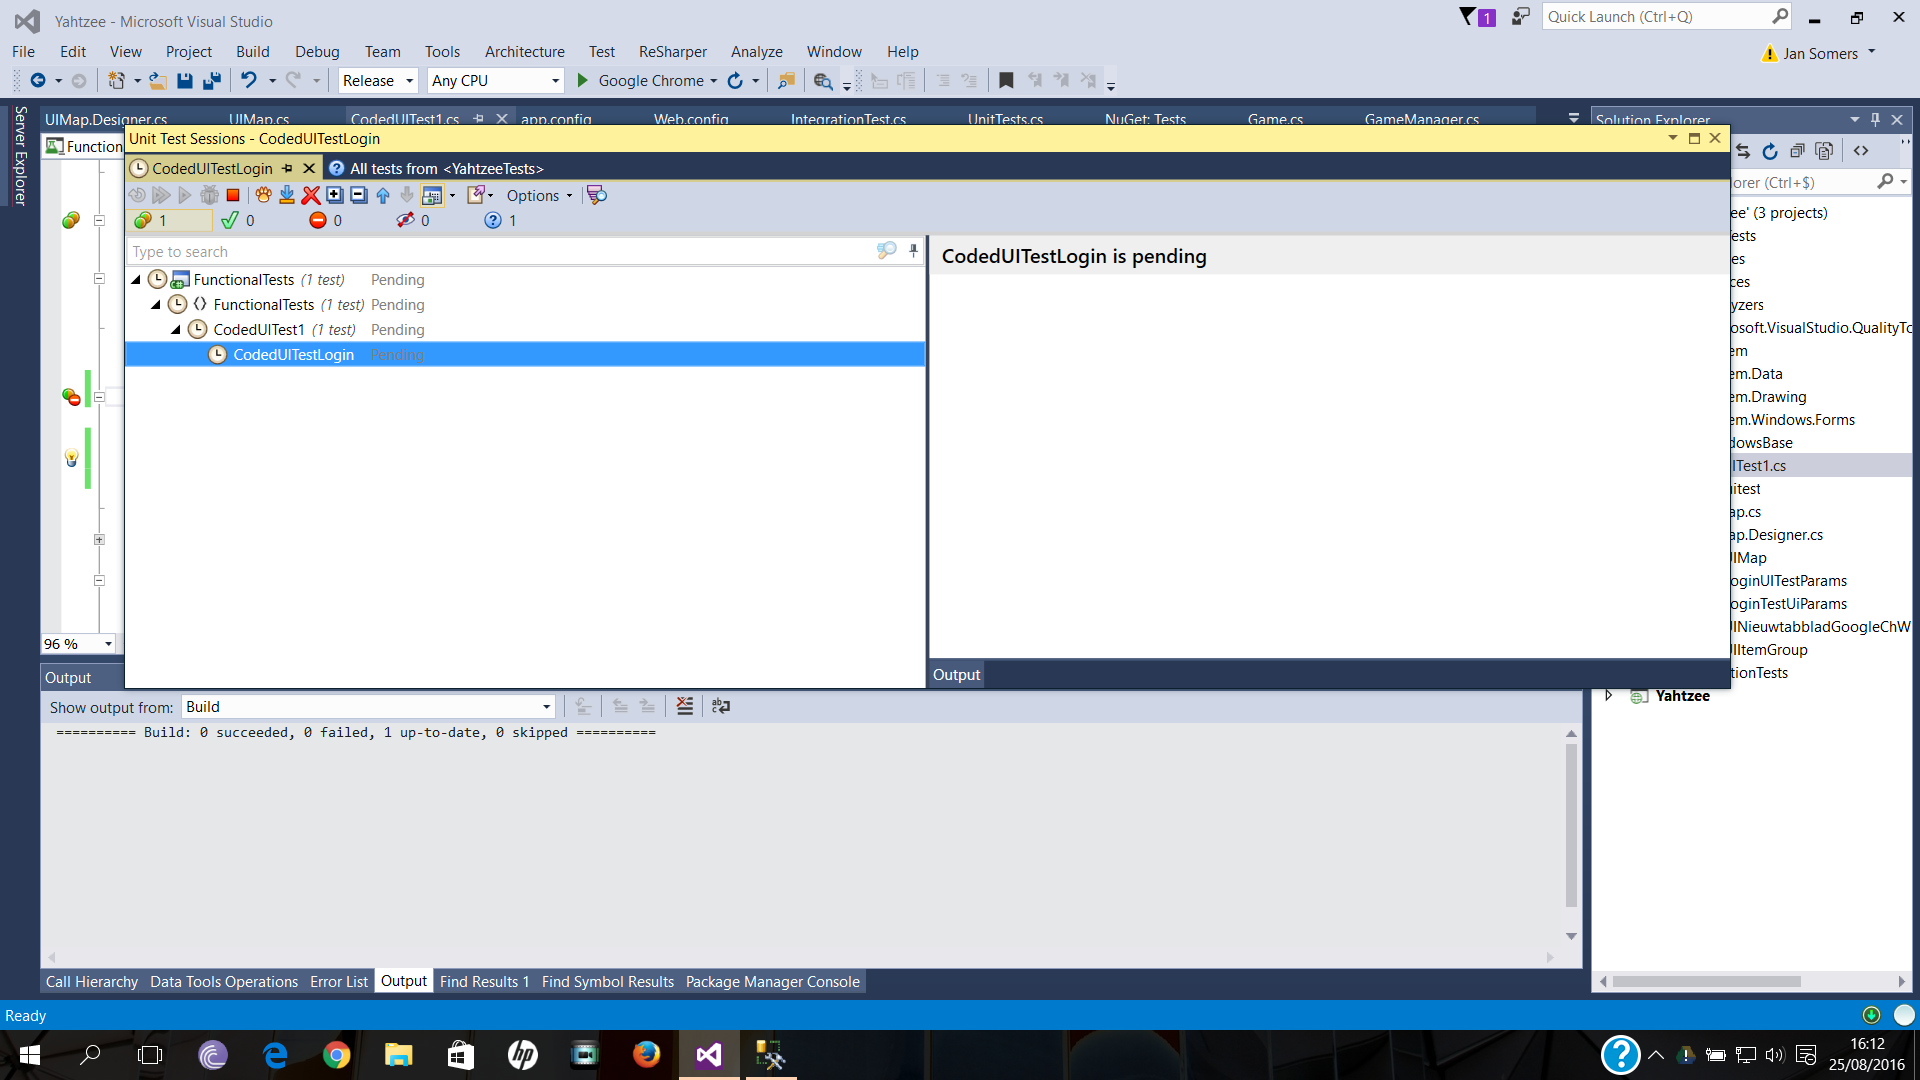 Yahtzee - Microsoft Visual Studio
1
Quick Launch (Ctrl+Q)
File Edit View Project Build Debug Team Tools Architecture Test ReSharper Analyze Window Help
Jan Somers
Release Any CPU Google Chrome
Server Explorer
UIMap.Designer.cs UIMap.cs CodedUITest1.cs app.config Web.config IntegrationTest.cs UnitTests.cs NuGet: Tests Game.cs GameManager.cs
Solution Explorer
Function
Unit Test Sessions - CodedUITestLogin
CodedUITestLogin All tests from <YahtzeeTests>
Options
1 0 0 0 1
Type to search
FunctionalTests (1 test) Pending
FunctionalTests (1 test) Pending
CodedUITest1 (1 test) Pending
CodedUITestLogin Pending
CodedUITestLogin is pending
Output
orer (Ctrl+$)
ee' (3 projects)
ests
es
ces
yzers
osoft.VisualStudio.QualityTo
em
em.Data
em.Drawing
em.Windows.Forms
dowsBase
ITest1.cs
itest
ap.cs
ap.Designer.cs
UIMap
oginUITestParams
oginTestUiParams
UINieuwtabbladGoogleChW
UIItemGroup
tionTests
Yahtzee
96 %
Output
Show output from: Build
========== Build: 0 succeeded, 0 failed, 1 up-to-date, 0 skipped ==========
Call Hierarchy Data Tools Operations Error List Output Find Results 1 Find Symbol Results Package Manager Console
Ready
16:12
25/08/2016